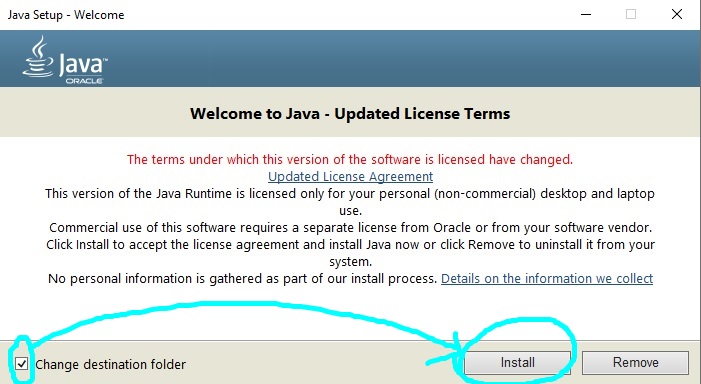 Java Setup - Welcome
Java™
ORACLE
Welcome to Java - Updated License Terms
The terms under which this version of the software is licensed have changed.
Updated License Agreement
This version of the Java Runtime is licensed only for your personal (non-commercial) desktop and laptop
use.
Commercial use of this software requires a separate license from Oracle or from your software vendor.
Click Install to accept the license agreement and install Java now or click Remove to uninstall it from your
system.
No personal information is gathered as part of our install process. Details on the information we collect
Change destination folder
Install
Remove